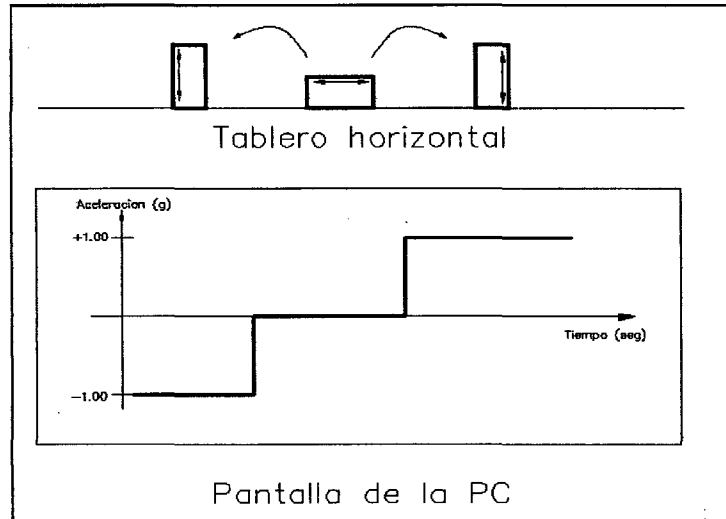 Tablero horizontal
Aceleracion (g)
+1.00
Tiempo (seg)
-1.00
Pantalla de la PC